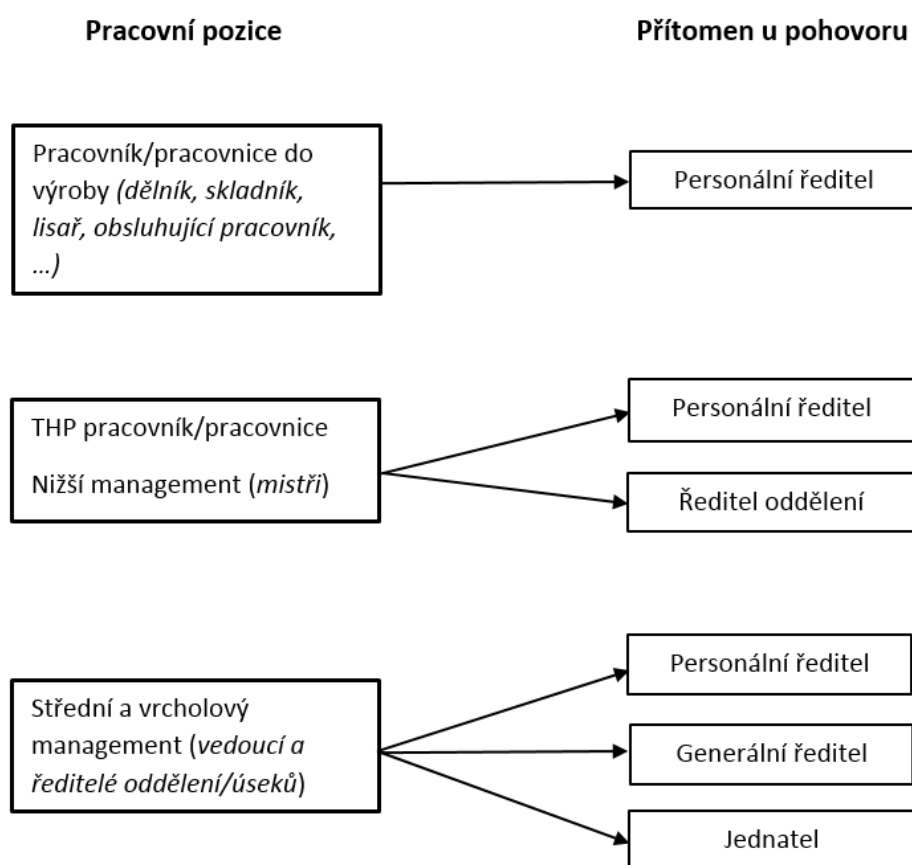 Pracovní pozice
Přítomen u pohovoru
Pracovník/pracovnice do
výroby (dělník, skladník,
lisař, obsluhující pracovník,
...)
Personální ředitel
THP pracovník/pracovnice
Nižší management (mistři)
Personální ředitel
Ředitel oddělení
Střední a vrcholový
management (vedoucí a
ředitelé oddělení/úseků)
Personální ředitel
Generální ředitel
Jednatel